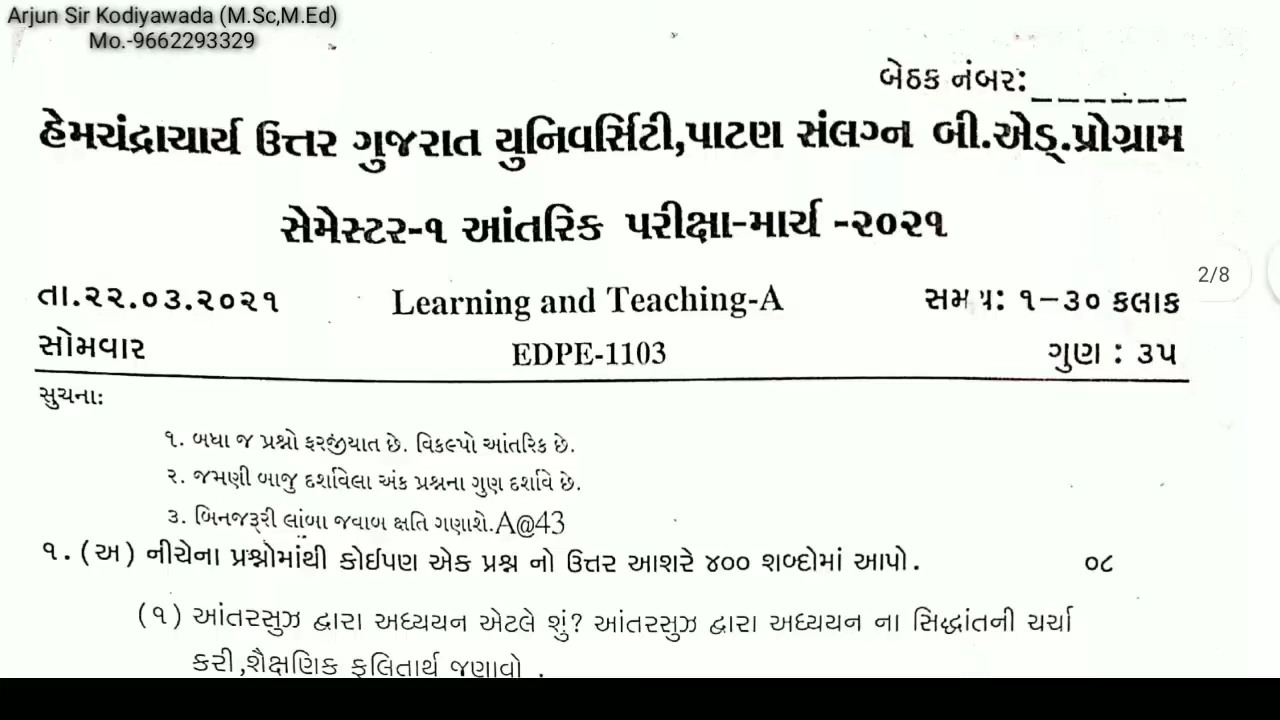 Arjun Sir Kodiyawada (M.Sc,M.Ed)
Mo.-9662293329
બેઠક નંબર:_ _ _ _ _ _
હેમચંદ્રાચાર્ય ઉત્તર ગુજરાત યુનિવર્સિટી,પાટણ સંલગ્ન બી.એડ્.પ્રોગ્રામ
સેમેસ્ટર-૧ આંતરિક પરીક્ષા-માર્ચ -૨૦૨૧
2/8
તા.૨૨.૦૩.૨૦૨૧ Learning and Teaching-A સમય: ૧-૩૦ કલાક
સોમવાર EDPE-1103 ગુણ : ૩૫
સુચના:
૧. બધા જ પ્રશ્નો ફરજીયાત છે. વિકલ્પો આંતરિક છે.
૨. જમણી બાજુ દર્શાવેલા અંક પ્રશ્નના ગુણ દર્શાવે છે.
૩. બિનજરૂરી લાંબા જવાબ ક્ષતિ ગણાશે.A@43
૧. (અ) નીચેના પ્રશ્નોમાંથી કોઈપણ એક પ્રશ્ન નો ઉત્તર આશરે ૪૦૦ શબ્દોમાં આપો. ૦૮
(૧) આંતરસુઝ દ્વારા અધ્યયન એટલે શું? આંતરસુઝ દ્વારા અધ્યયન ના સિદ્ધાંતની ચર્ચા
કરી,શૈક્ષણિક ફલિતાર્થ જણાવો .